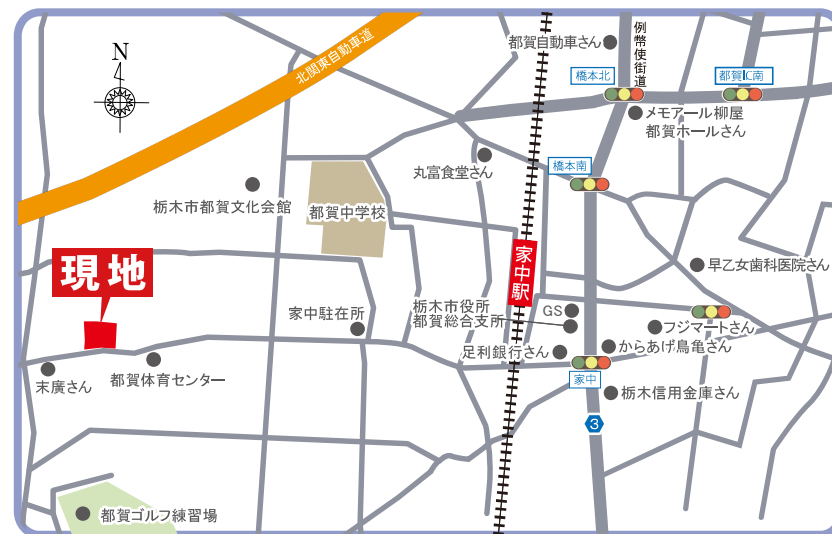 都賀自動車さん
例幣使街道
橋本北
都賀IC南
N
北関東自動車道
メモアール柳屋
都賀ホールさん
丸富食堂さん
橋本南
栃木市都賀文化会館
都賀中学校
現地
家中駅
早乙女歯科医院さん
栃木市役所
都賀総合支所
GS
家中駐在所
フジマートさん
足利銀行さん
からあげ鳥亀さん
末廣さん
都賀体育センター
家中
栃木信用金庫さん
3
都賀ゴルフ練習場